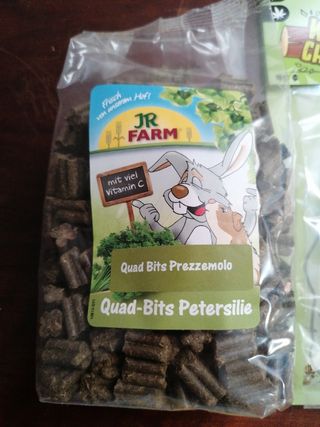 Frisch
von unserem Hof!
JR
FARM
mit viel
Vitamin C
Quad Bits Prezzemolo
Quad-Bits Petersilie